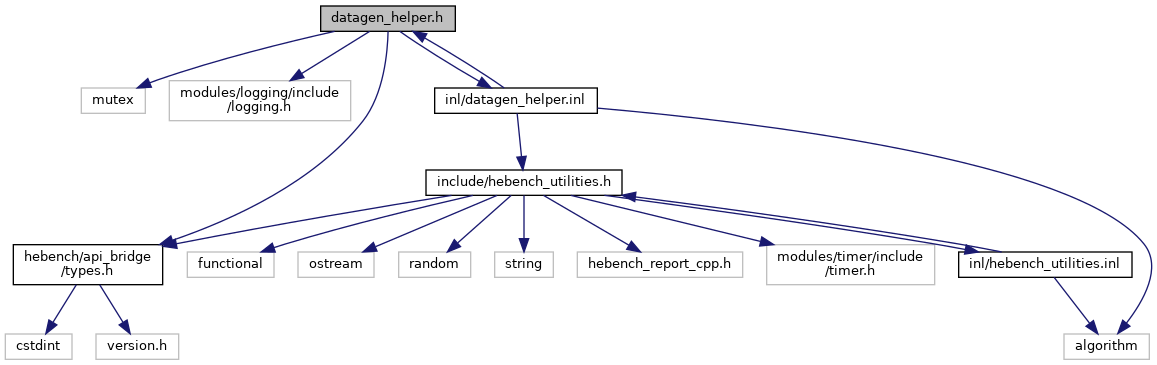 datagen_helper.h
mutex
modules/logging/include
/logging.h
inl/datagen_helper.inl
include/hebench_utilities.h
hebench/api_bridge
/types.h
functional
ostream
random
string
hebench_report_cpp.h
modules/timer/include
/timer.h
inl/hebench_utilities.inl
cstdint
version.h
algorithm